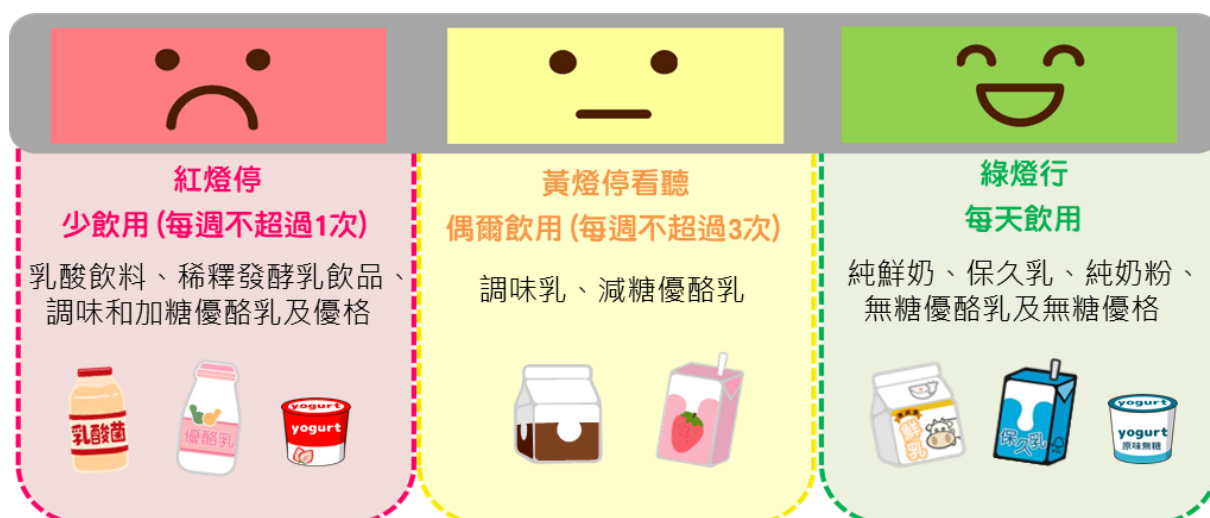 紅燈停
少飲用(每週不超過1次)
乳酸飲料、稀釋發酵乳飲品、
調味和加糖優酪乳及優格
乳酸菌
優酪乳
yogurt
yogurt
黃燈停看聽
偶爾飲用(每週不超過3次)
調味乳、減糖優酪乳
綠燈行
每天飲用
純鮮奶、保久乳、純奶粉、
無糖優酪乳及無糖優格
鮮乳
保久乳
yogurt
yogurt
原味無糖